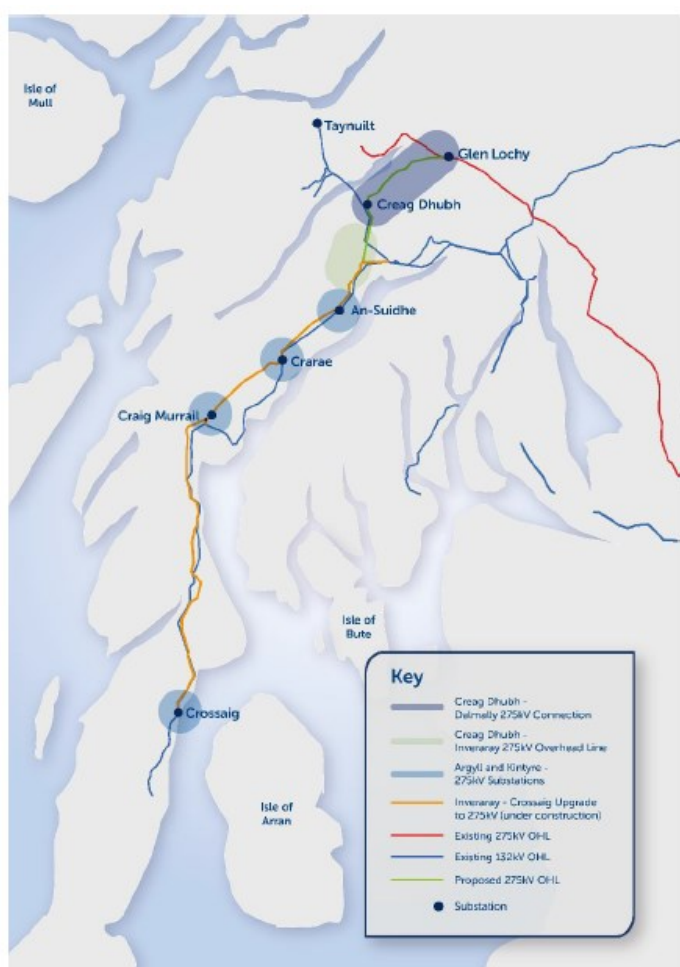 Isle of
Mull
Taynuilt
Glen Lochy
Creag Dhubh
An-Suidhe
Crarae
Craig Murrail
Isle of
Bute
Crossaig
Isle of
Arran
Key
Creag Dhubh -
Dalmally 275kV Connection
Creag Dhubh -
Inveraray 275kV Overhead Line
Argyll and Kintyre -
275kV Substations
Inveraray - Crossaig Upgrade
to 275kV (under construction)
Existing 275kV OHL
Existing 132kV OHL
Proposed 275kV OHL
Substation